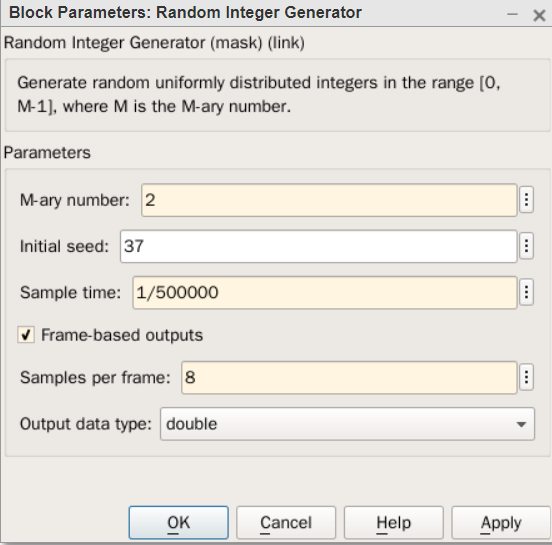 Block Parameters: Random Integer Generator
Random Integer Generator (mask) (link)
Generate random uniformly distributed integers in the range [0,
M-1], where M is the M-ary number.
Parameters
M-ary number: 2
Initial seed: 37
Sample time: 1/500000
Frame-based outputs
Samples per frame: 8
Output data type: double
OK Cancel Help Apply